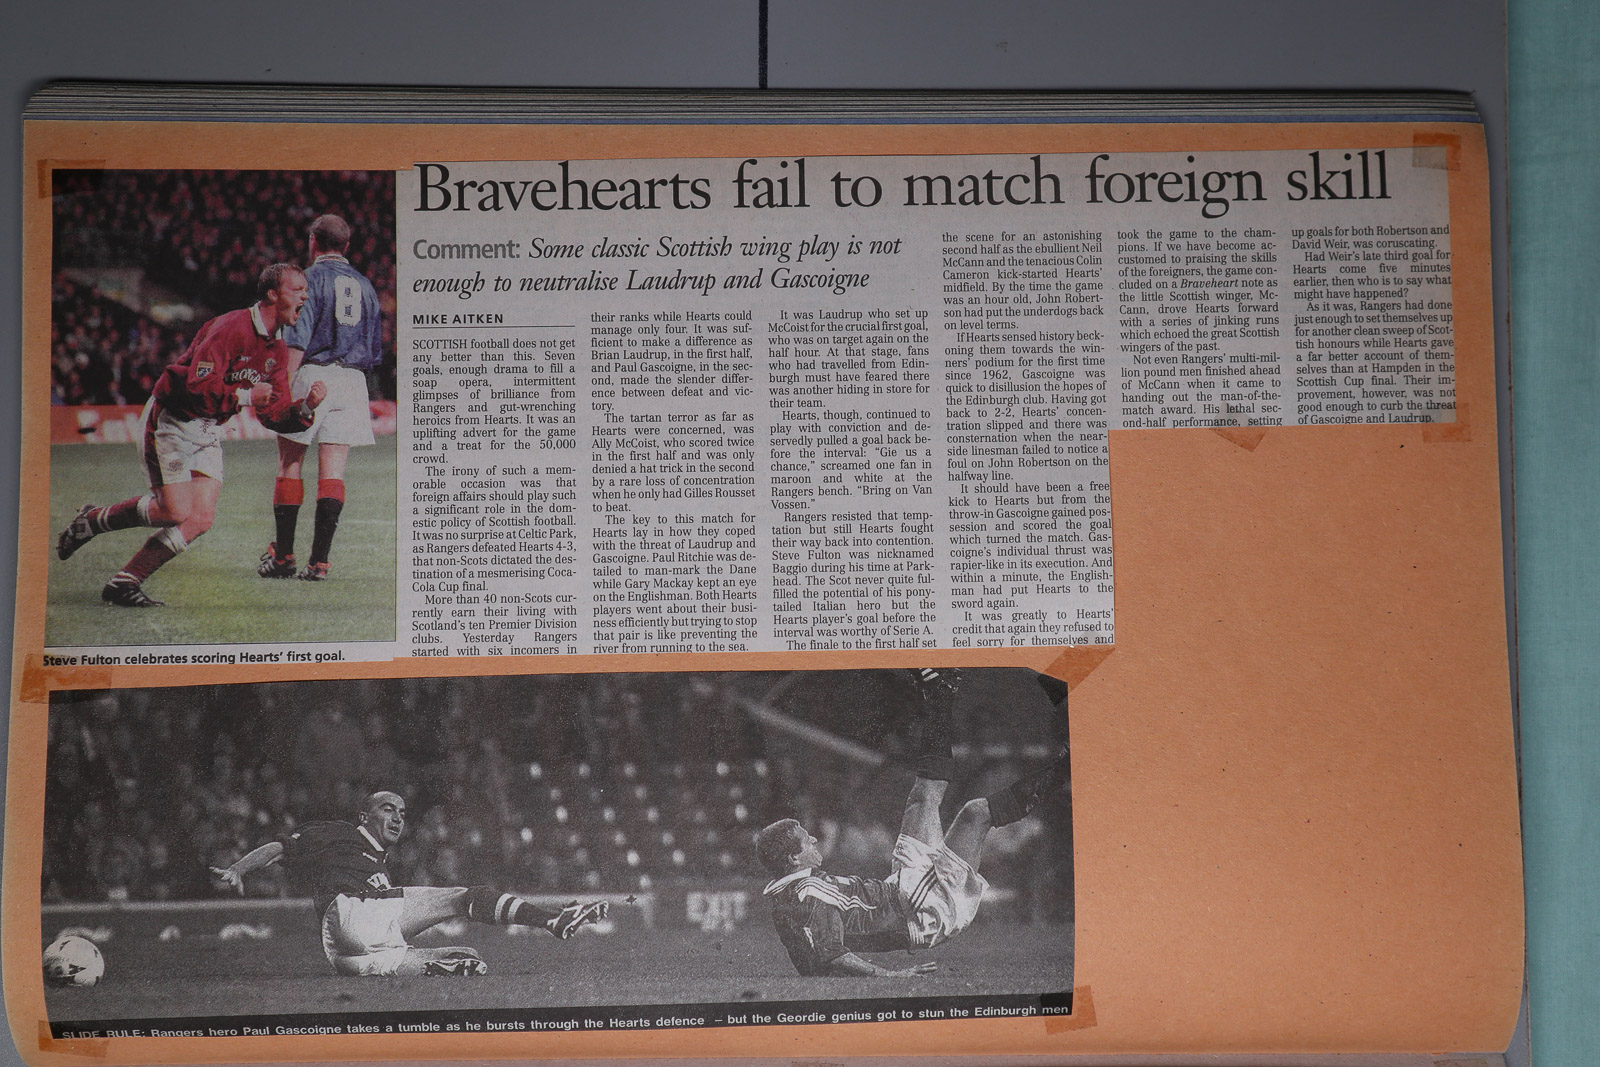 Bravehearts fail to match foreign skill
Comment: Some classic Scottish wing play is not
enough to neutralise Laudrup and Gascoigne
MIKE AITKEN
SCOTTISH football does not get
any better than this. Seven
goals, enough drama to fill a
soap opera, intermittent
glimpses of brilliance from
Rangers and gut-wrenching
heroics from Hearts. It was an
uplifting advert for the game
and a treat for the 50,000
crowd.
The irony of such a mem-
orable occasion was that
foreign affairs should play such
a significant role in the dom-
estic policy of Scottish football.
It was no surprise at Celtic Park,
as Rangers defeated Hearts 4-3,
that non-Scots dictated the des-
tination of a mesmerising Coca-
Cola Cup final.
More than 40 non-Scots cur-
rently earn their living with
Scotland's ten Premier Division
clubs. Yesterday Rangers
started with six incomers in
their ranks while Hearts could
manage only four. It was suf-
ficient to make a difference as
Brian Laudrup, in the first half,
and Paul Gascoigne, in the sec-
ond, made the slender differ-
ence between defeat and vic-
tory.
The tartan terror as far as
Hearts were concerned, was
Ally McCoist, who scored twice
in the first half and was only
denied a hat trick in the second
by a rare loss of concentration
when he only had Gilles Rousset
to beat.
The key to this match for
Hearts lay in how they coped
with the threat of Laudrup and
Gascoigne. Paul Ritchie was de-
tailed to man-mark the Dane
while Gary Mackay kept an eye
on the Englishman. Both Hearts
players went about their busi-
ness efficiently but trying to stop
that pair is like preventing the
river from running to the sea.
It was Laudrup who set up
McCoist for the crucial first goal,
who was on target again on the
half hour. At that stage, fans
who had travelled from Edin-
burgh must have feared there
was another hiding in store for
their team.
Hearts, though, continued to
play with conviction and de-
servedly pulled a goal back be-
fore the interval: "Gie us a
chance," screamed one fan in
maroon and white at the
Rangers bench. "Bring on Van
Vossen."
Rangers resisted that temp-
tation but still Hearts fought
their way back into contention.
Steve Fulton was nicknamed
Baggio during his time at Park-
head. The Scot never quite ful-
filled the potential of his pony-
tailed Italian hero but the
Hearts player's goal before the
interval was worthy of Serie A.
The finale to the first half set
the scene for an astonishing
second half as the ebullient Neil
McCann and the tenacious Colin
Cameron kick-started Hearts'
midfield. By the time the game
was an hour old, John Robert-
son had put the underdogs back
on level terms.
If Hearts sensed history beck-
oning them towards the win-
ners' podium for the first time
since 1962, Gascoigne was
quick to disillusion the hopes of
the Edinburgh club. Having got
back to 2-2, Hearts' concen-
tration slipped and there was
consternation when the near-
side linesman failed to notice a
foul on John Robertson on the
halfway line.
It should have been a free
kick to Hearts but from the
throw-in Gascoigne gained pos-
session and scored the goal
which turned the match. Gas-
coigne's individual thrust was
rapier-like in its execution. And
within a minute, the English-
man had put Hearts to the
sword again.
It was greatly to Hearts'
credit that again they refused to
feel sorry for themselves and
took the game to the cham-
pions. If we have become ac-
customed to praising the skills
of the foreigners, the game con-
cluded on a Braveheart note as
the little Scottish winger, Mc-
Cann, drove Hearts forward
with a series of jinking runs
which echoed the great Scottish
wingers of the past.
Not even Rangers' multi-mil-
lion pound men finished ahead
of McCann when it came to
handing out the man-of-the-
match award. His lethal sec-
ond-half performance, setting
up goals for both Robertson and
David Weir, was coruscating.
Had Weir's late third goal for
Hearts come five minutes
earlier, then who is to say what
might have happened?
As it was, Rangers had done
just enough to set themselves up
for another clean sweep of Scot-
tish honours while Hearts gave
a far better account of them-
selves than at Hampden in the
Scottish Cup final. Their im-
provement, however, was not
good enough to curb the threat
of Gascoigne and Laudrup.
Steve Fulton celebrates scoring Hearts' first goal.
EXIT
SLIDE RULE: Rangers hero Paul Gascoigne takes a tumble as he bursts through the Hearts defence – but the Geordie genius got to stun the Edinburgh men